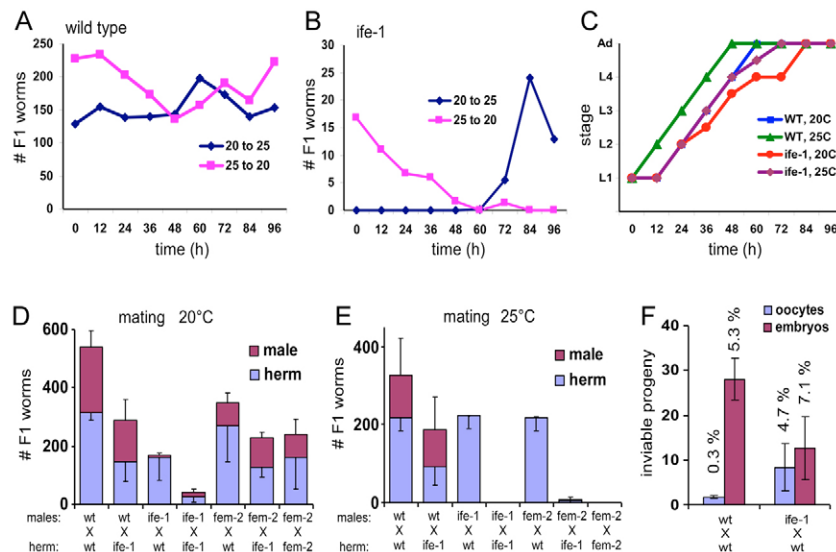 A
wild type
# F1 worms
250
200
150
100
50
0
20 to 25
25 to 20
0 12 24 36 48 60 72 84 96
time (h)
B
ife-1
# F1 worms
30
25
20
15
10
5
0
20 to 25
25 to 20
0 12 24 36 48 60 72 84 96
time (h)
C
stage
Ad
L4
L3
L2
L1
WT, 20C
WT, 25C
ife-1, 20C
ife-1, 25C
0 12 24 36 48 60 72 84 96
time (h)
D
mating 20°C
# F1 worms
600
400
200
0
male
herm
males: wt wt ife-1 ife-1 fem-2 fem-2 fem-2
X X X X X X X
herm: wt ife-1 wt ife-1 wt ife-1 fem-2
E
mating 25°C
# F1 worms
400
200
0
male
herm
males: wt wt ife-1 ife-1 fem-2 fem-2 fem-2
X X X X X X X
herm: wt ife-1 wt ife-1 wt ife-1 fem-2
F
oocytes
embryos
inviable progeny
40
30
20
10
0
0.3 %
5.3 %
4.7 %
7.1 %
wt ife-1
X X
wt wt